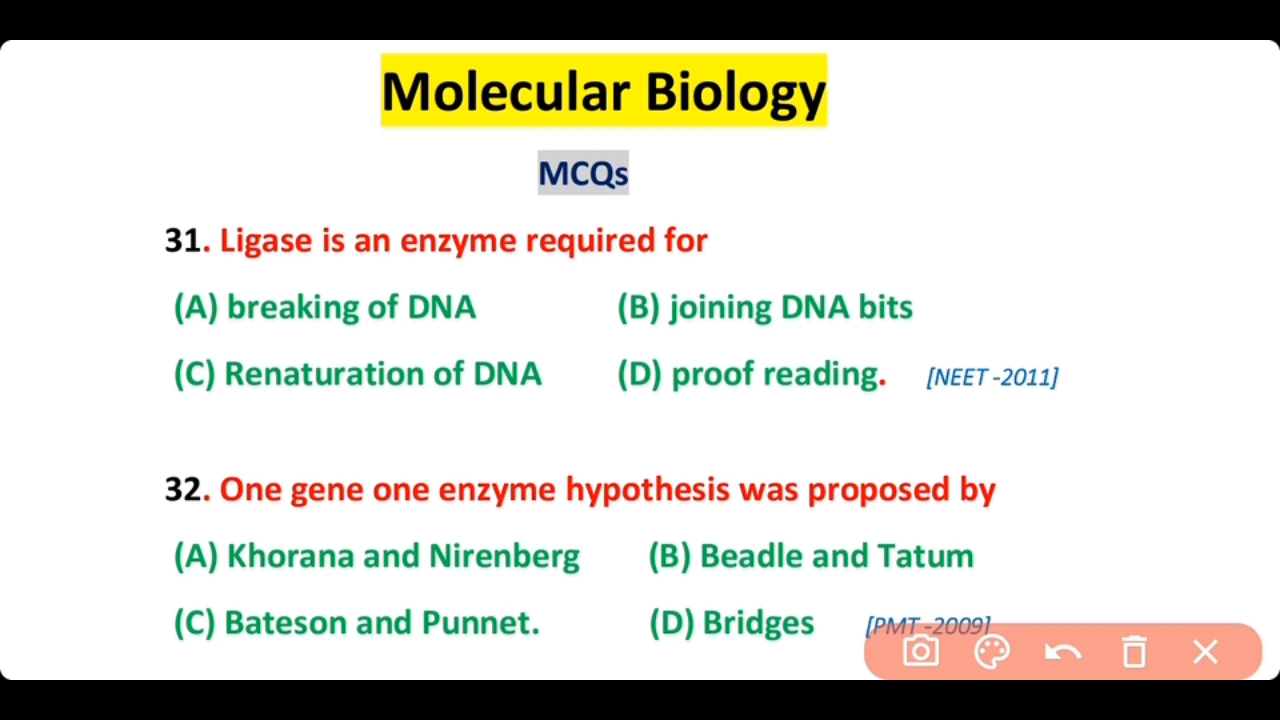 Molecular Biology
MCQs
31. Ligase is an enzyme required for
(A) breaking of DNA (B) joining DNA bits
(C) Renaturation of DNA (D) proof reading. [NEET -2011]
32. One gene one enzyme hypothesis was proposed by
(A) Khorana and Nirenberg (B) Beadle and Tatum
(C) Bateson and Punnet. (D) Bridges [PMT -2009]